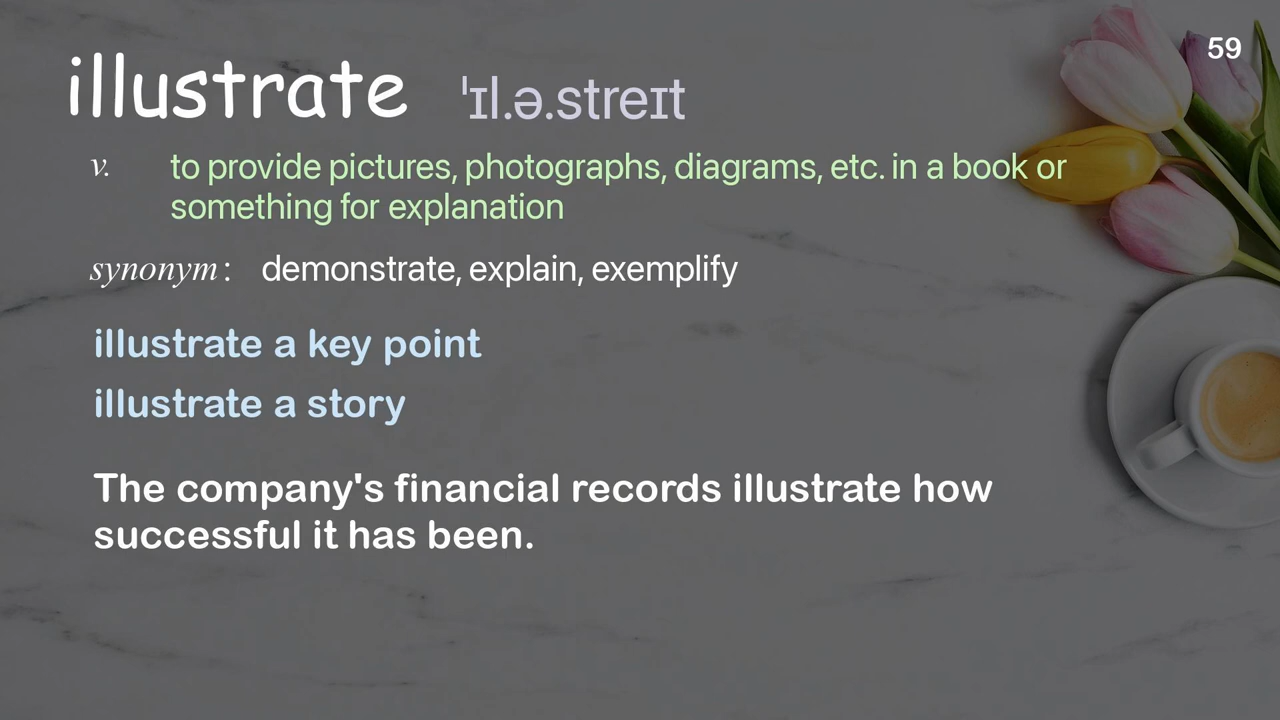 59
illustrate ˈɪl.ə.streɪt
v. to provide pictures, photographs, diagrams, etc. in a book or
something for explanation
synonym: demonstrate, explain, exemplify
illustrate a key point
illustrate a story
The company's financial records illustrate how
successful it has been.